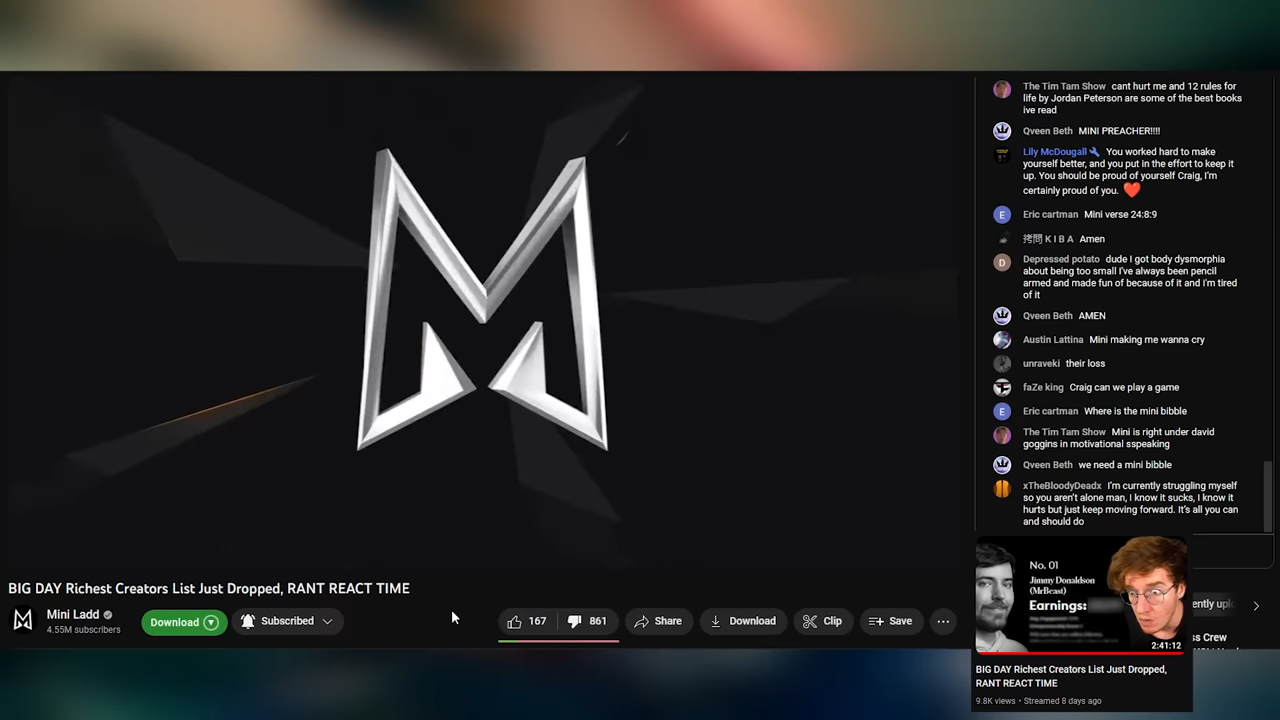 The Tim Tam Show cant hurt me and 12 rules for
life by Jordan Peterson are some of the best books
ive read
Qveen Beth MINI PREACHER!!!!
Lily McDougall You worked hard to make
yourself better, and you put in the effort to keep it
up. You should be proud of yourself Craig, I'm
certainly proud of you. ❤️
E Eric cartman Mini verse 24:8:9
拷問 K I B A Amen
D Depressed potato dude I got body dysmorphia
about being too small I've always been pencil
armed and made fun of because of it and I'm tired
of it
Qveen Beth AMEN
Austin Lattina Mini making me wanna cry
unraveki their loss
faZe king Craig can we play a game
E Eric cartman Where is the mini bibble
The Tim Tam Show Mini is right under david
goggins in motivational sspeaking
Qveen Beth we need a mini bibble
xTheBloodyDeadx I'm currently struggling myself
so you aren't alone man, I know it sucks, I know it
hurts but just keep moving forward. It's all you can
and should do
BIG DAY Richest Creators List Just Dropped, RANT REACT TIME
Mini Ladd
4.55M subscribers
Download
Subscribed
167
861
Share
Download
Clip
Save
No. 01
Jimmy Donaldson
(MrBeast)
Earnings:
2:41:12
BIG DAY Richest Creators List Just Dropped,
RANT REACT TIME
9.8K views • Streamed 8 days ago
ss Crew